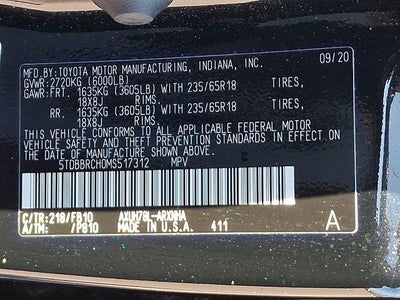 MFD. BY:TOYOTA MOTOR MANUFACTURING, INDIANA, INC. 09/20
GVWR:2720KG (6000LB)
GAWR:FRT. 1635KG (3605LB) WITH 235/65R18 TIRES,
18X8J RIMS.
RR. 1635KG (3605LB) WITH 235/65R18 TIRES,
18X8J RIMS.
THIS VEHICLE CONFORMS TO ALL APPLICABLE FEDERAL MOTOR
VEHICLE SAFETY AND THEFT PREVENTION STANDARDS IN EFFECT
ON THE DATE OF MANUFACTURE SHOWN ABOVE.
5TDBBRCH0MS517312 MPV
C/TR:218/FB10 AXUH78L-ARXNHA
A/TM: /P810 MADE IN U.S.A. 411 A